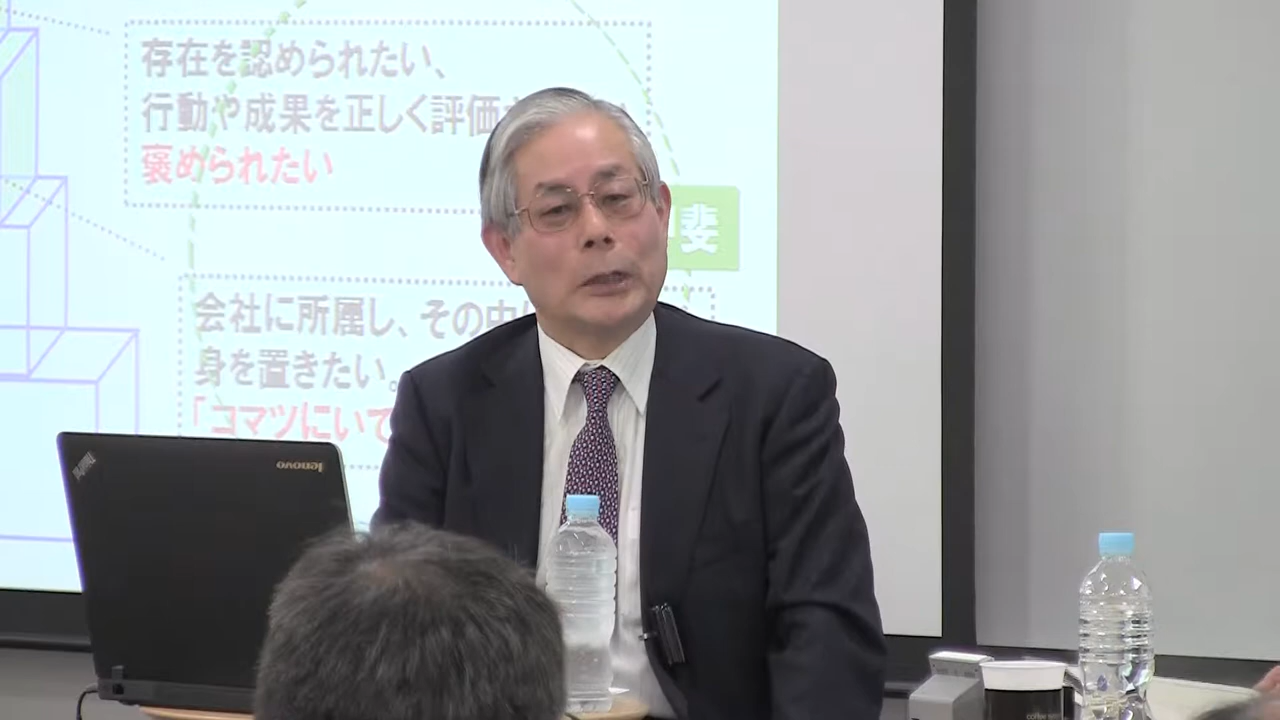 存在を認められたい、
行動や成果を正しく評価
褒められたい
斐
会社に所属し、その中
身を置きたい。
「コマツにいて
ThinkPad
lenovo